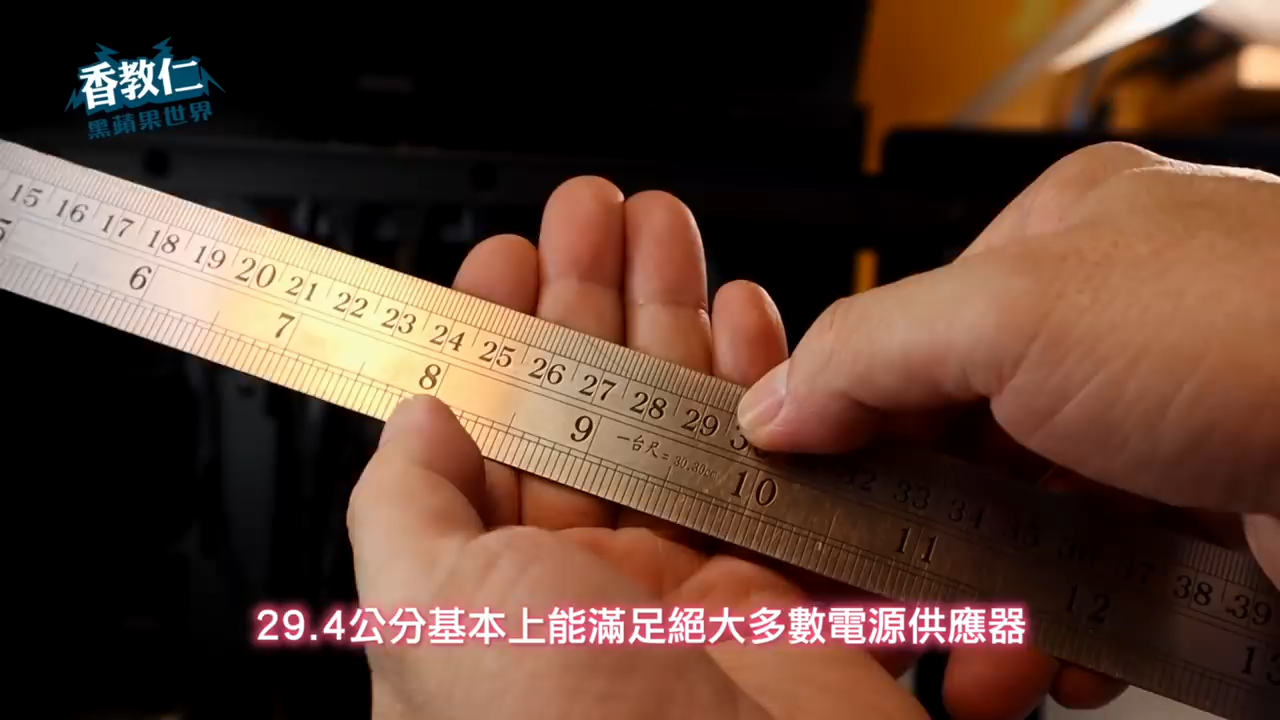 香教仁
黑蘋果世界
15 16 17 18 19 20 21 22 23 24 25 26 27 28 29 33 34 38 39
6 7 8 9 10 11 12
一台尺=30.30cm
29.4公分基本上能滿足絕大多數電源供應器